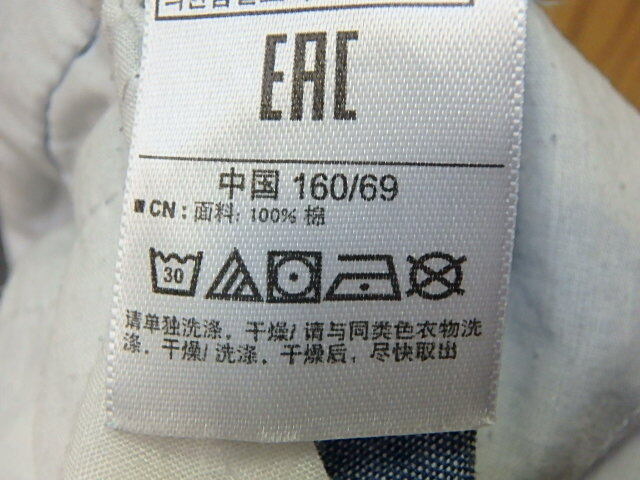 EAC
中国 160/69
CN : 面料: 100% 棉
30
请单独洗涤, 干燥/ 请与同类色衣物洗
涤, 干燥/ 洗涤, 干燥后, 尽快取出